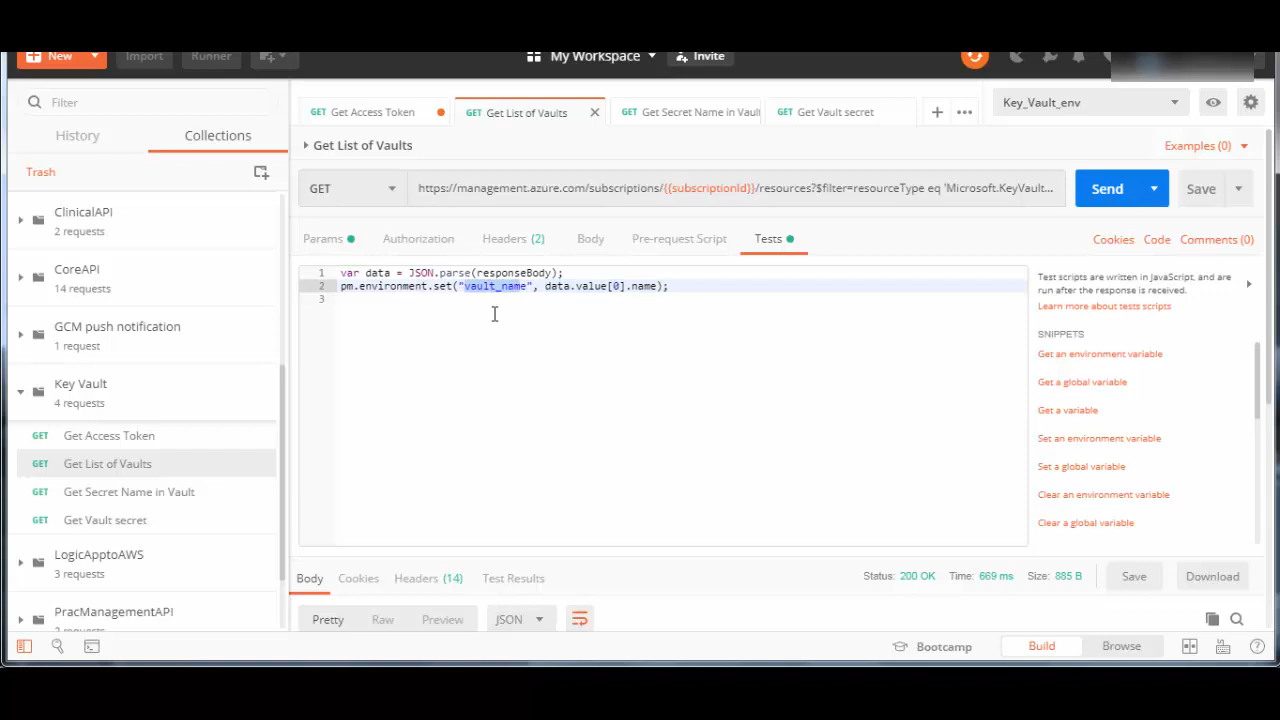 New
Import
Runner
My Workspace
Invite
Filter
History
Collections
Trash
ClinicalAPI
2 requests
CoreAPI
14 requests
GCM push notification
1 request
Key Vault
4 requests
GET Get Access Token
GET Get List of Vaults
GET Get Secret Name in Vault
GET Get Vault secret
LogicApptoAWS
3 requests
PracManagementAPI
GET Get Access Token
GET Get List of Vaults
GET Get Secret Name in Vaul
GET Get Vault secret
Key_Vault_env
Get List of Vaults
Examples (0)
GET
https://management.azure.com/subscriptions/{{subscriptionId}}/resources?$filter=resourceType eq 'Microsoft.KeyVault...
Send
Save
Params
Authorization
Headers (2)
Body
Pre-request Script
Tests
Cookies
Code
Comments (0)
1 var data = JSON.parse(responseBody);
2 pm.environment.set("vault_name", data.value[0].name);
3
Test scripts are written in JavaScript, and are
run after the response is received.
Learn more about tests scripts
SNIPPETS
Get an environment variable
Get a global variable
Get a variable
Set an environment variable
Set a global variable
Clear an environment variable
Clear a global variable
Body
Cookies
Headers (14)
Test Results
Status: 200 OK
Time: 669 ms
Size: 885 B
Save
Download
Pretty
Raw
Preview
JSON
Bootcamp
Build
Browse